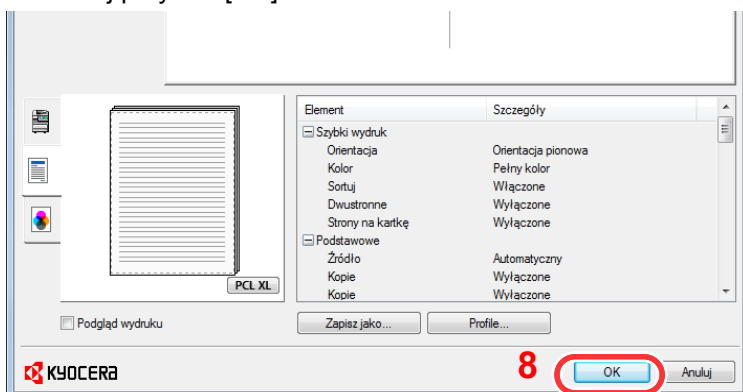 Element Szczegóły
Szybki wydruk
Orientacja Orientacja pionowa
Kolor Pełny kolor
Sortuj Włączone
Dwustronne Wyłączone
Strony na kartkę Wyłączone
Podstawowe
Źródło Automatyczny
Kopie Wyłączone
Kopie Wyłączone
PCL XL
Podgląd wydruku Zapisz jako... Profile...
KYOCERA 8 OK Anuluj